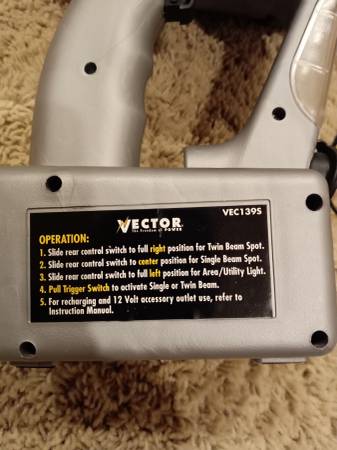 VECTOR
The Freedom of POWER
VEC139S
OPERATION:
1. Slide rear control switch to full right position for Twin Beam Spot.
2. Slide rear control switch to center position for Single Beam Spot.
3. Slide rear control switch to full left position for Area/Utility Light.
4. Pull Trigger Switch to activate Single or Twin Beam.
5. For recharging and 12 Volt accessory outlet use, refer to
Instruction Manual.